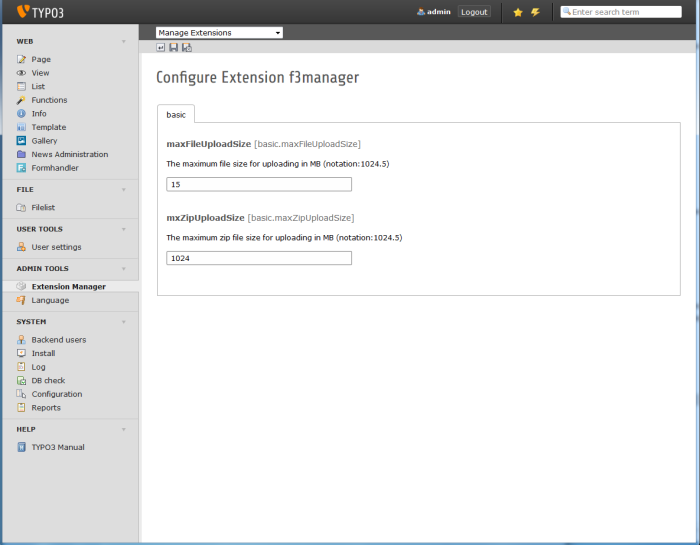 TYPO3
admin Logout Enter search term
WEB
Page
View
List
Functions
Info
Template
Gallery
News Administration
Formhandler
FILE
Filelist
USER TOOLS
User settings
ADMIN TOOLS
Extension Manager
Language
SYSTEM
Backend users
Install
Log
DB check
Configuration
Reports
HELP
TYPO3 Manual
Manage Extensions
Configure Extension f3manager
basic
maxFileUploadSize [basic.maxFileUploadSize]
The maximum file size for uploading in MB (notation:1024.5)
15
mxZipUploadSize [basic.maxZipUploadSize]
The maximum zip file size for uploading in MB (notation:1024.5)
1024